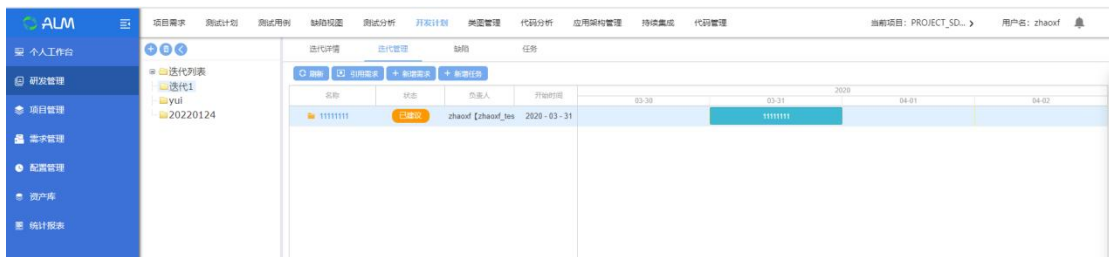 ALM 项目需求 测试计划 测试用例 缺陷视图 测试分析 开发计划 类图管理 代码分析 应用架构管理 持续集成 代码管理 当前项目: PROJECT_SD... 用户名: zhaoxf
个人工作台
研发管理
项目管理
需求管理
配置管理
资产库
统计报表
迭代列表
迭代1
yui
20220124
迭代详情 迭代管理 缺陷 任务
刷新 引用需求 + 新增需求 + 新增任务
名称 状态 负责人 开始时间
2020
03-30 03-31 04-01 04-02
11111111 已建议 zhaoxf【zhaoxf_tes 2020-03-31 11111111